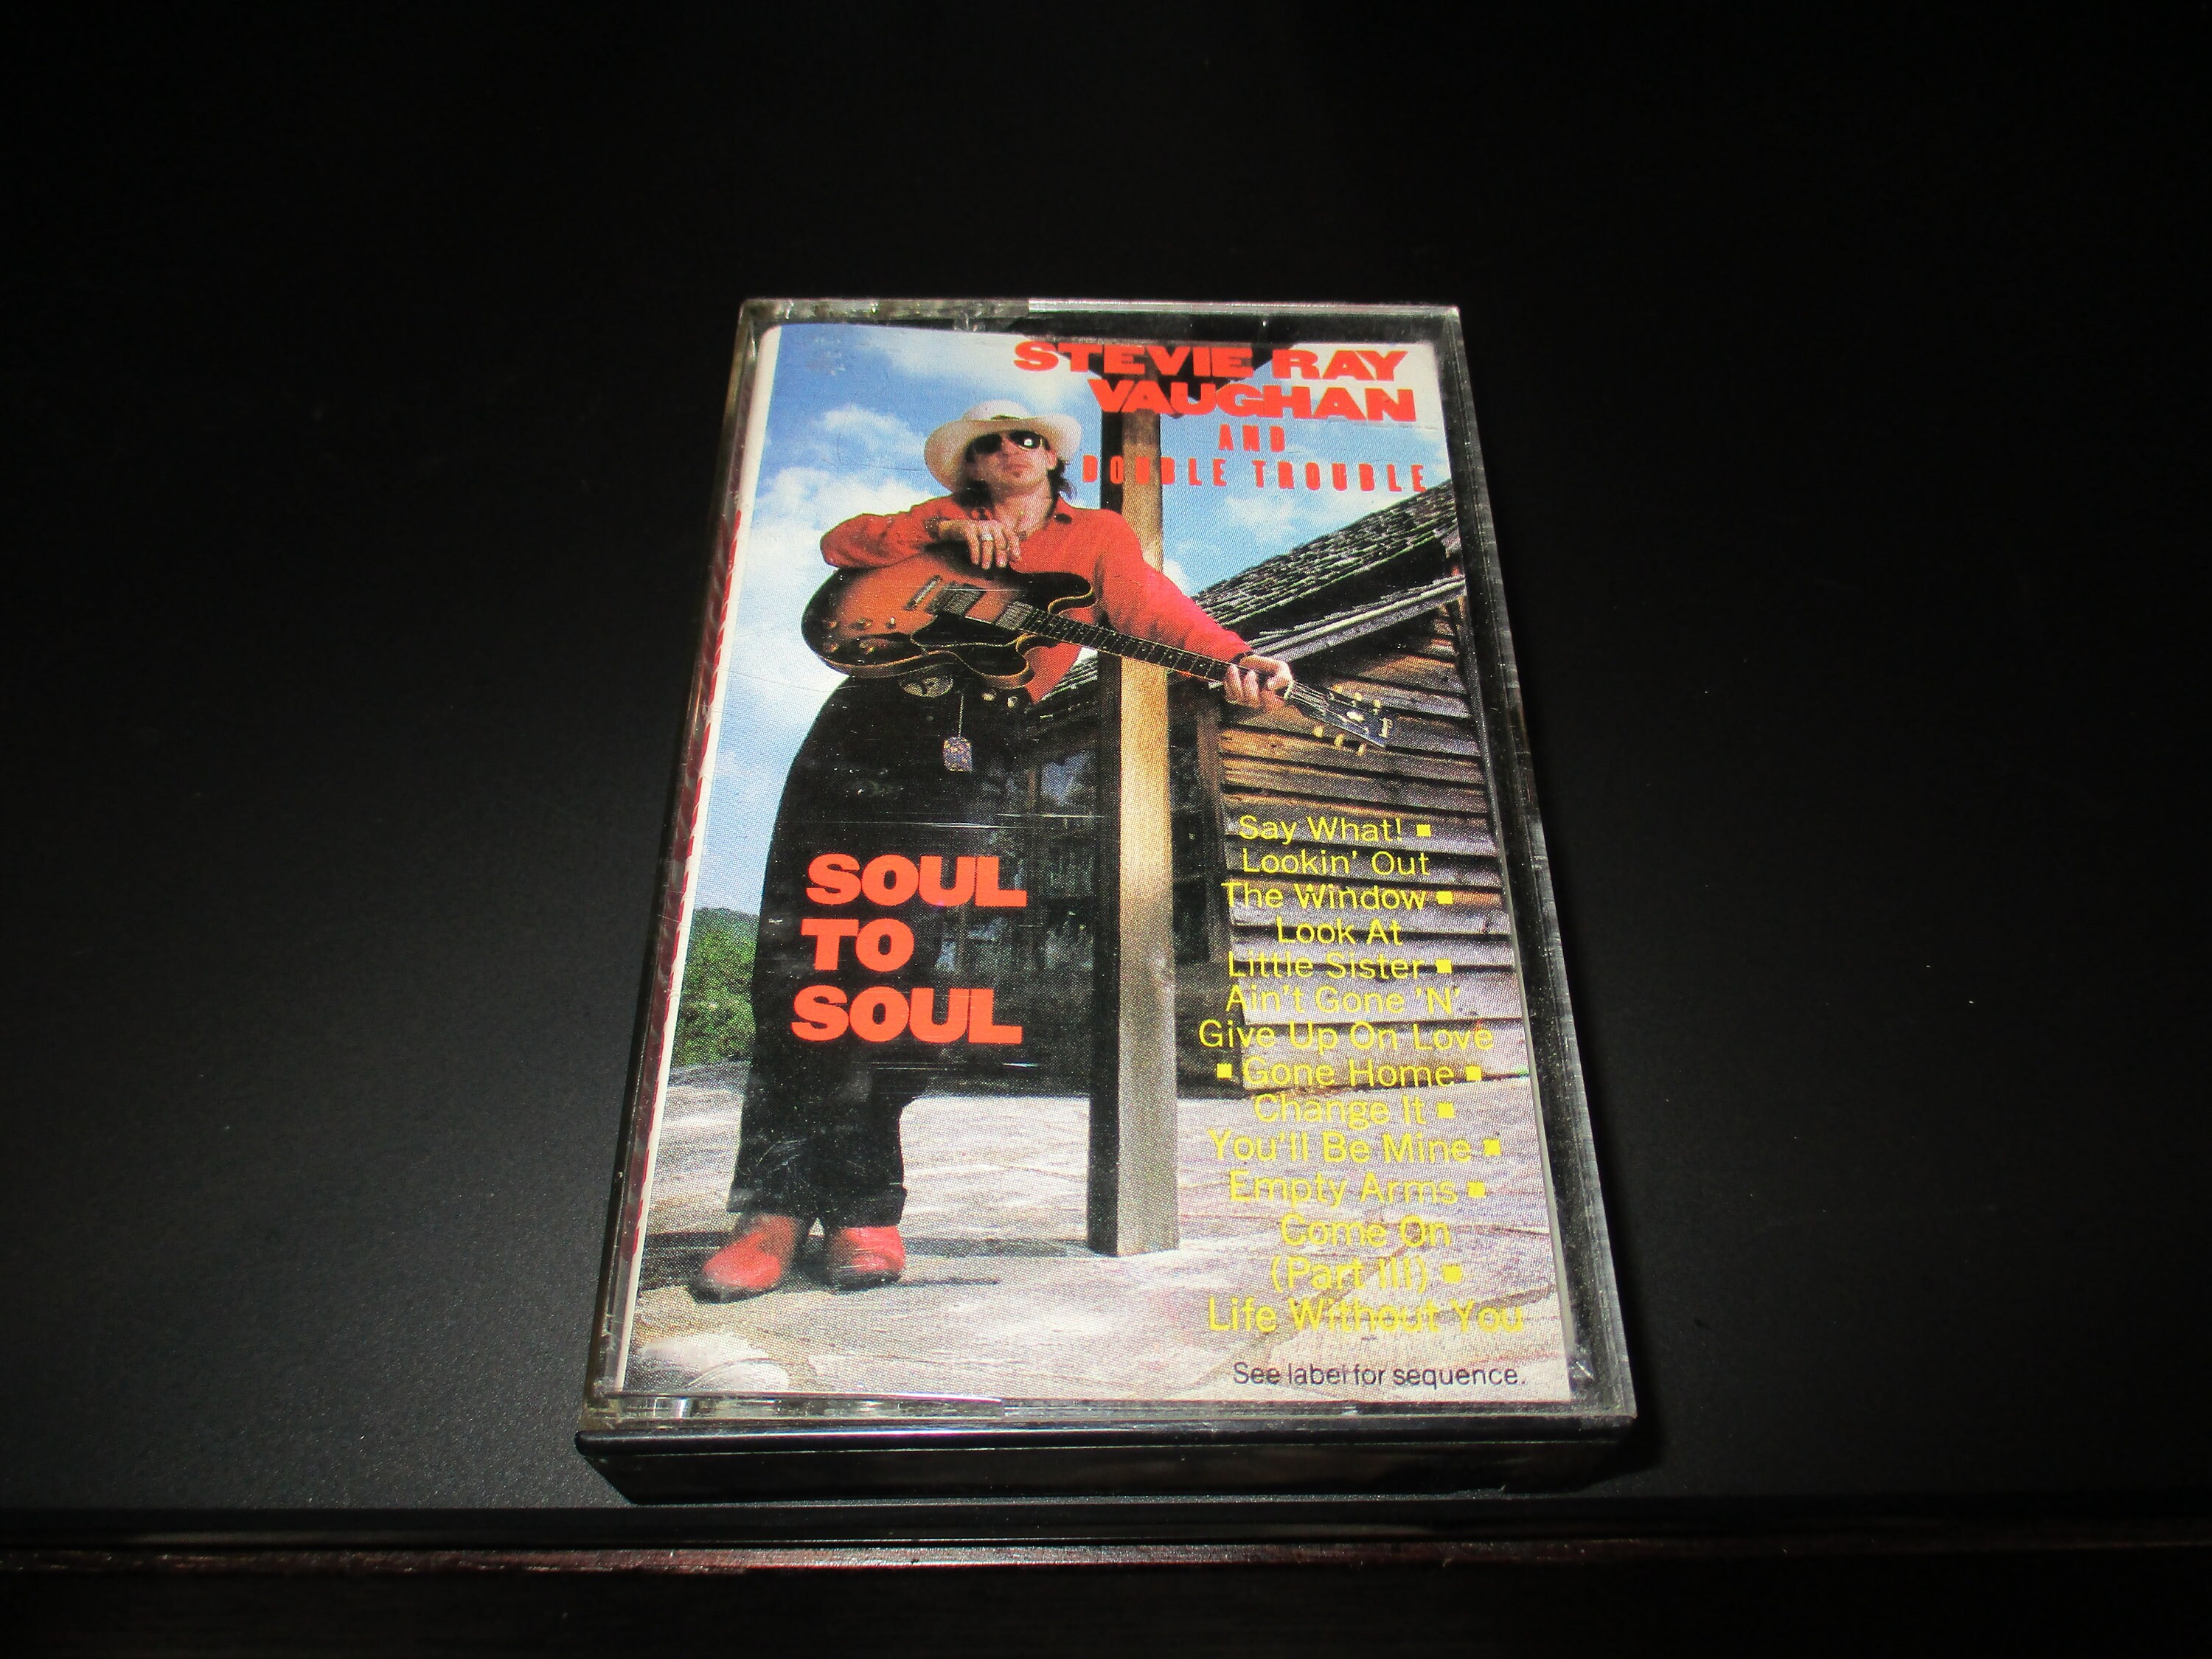 STEVIE RAY
VAUGHAN
AND
DOUBLE TROUBLE
SOUL
TO
SOUL
Say What! ■
Lookin' Out
The Window ■
Look At
Little Sister ■
Ain't Gone 'N'
Give Up On Love
■ Gone Home ■
Change It ■
You'll Be Mine ■
Empty Arms ■
Come On
(Part III) ■
Life Without You
See label for sequence.